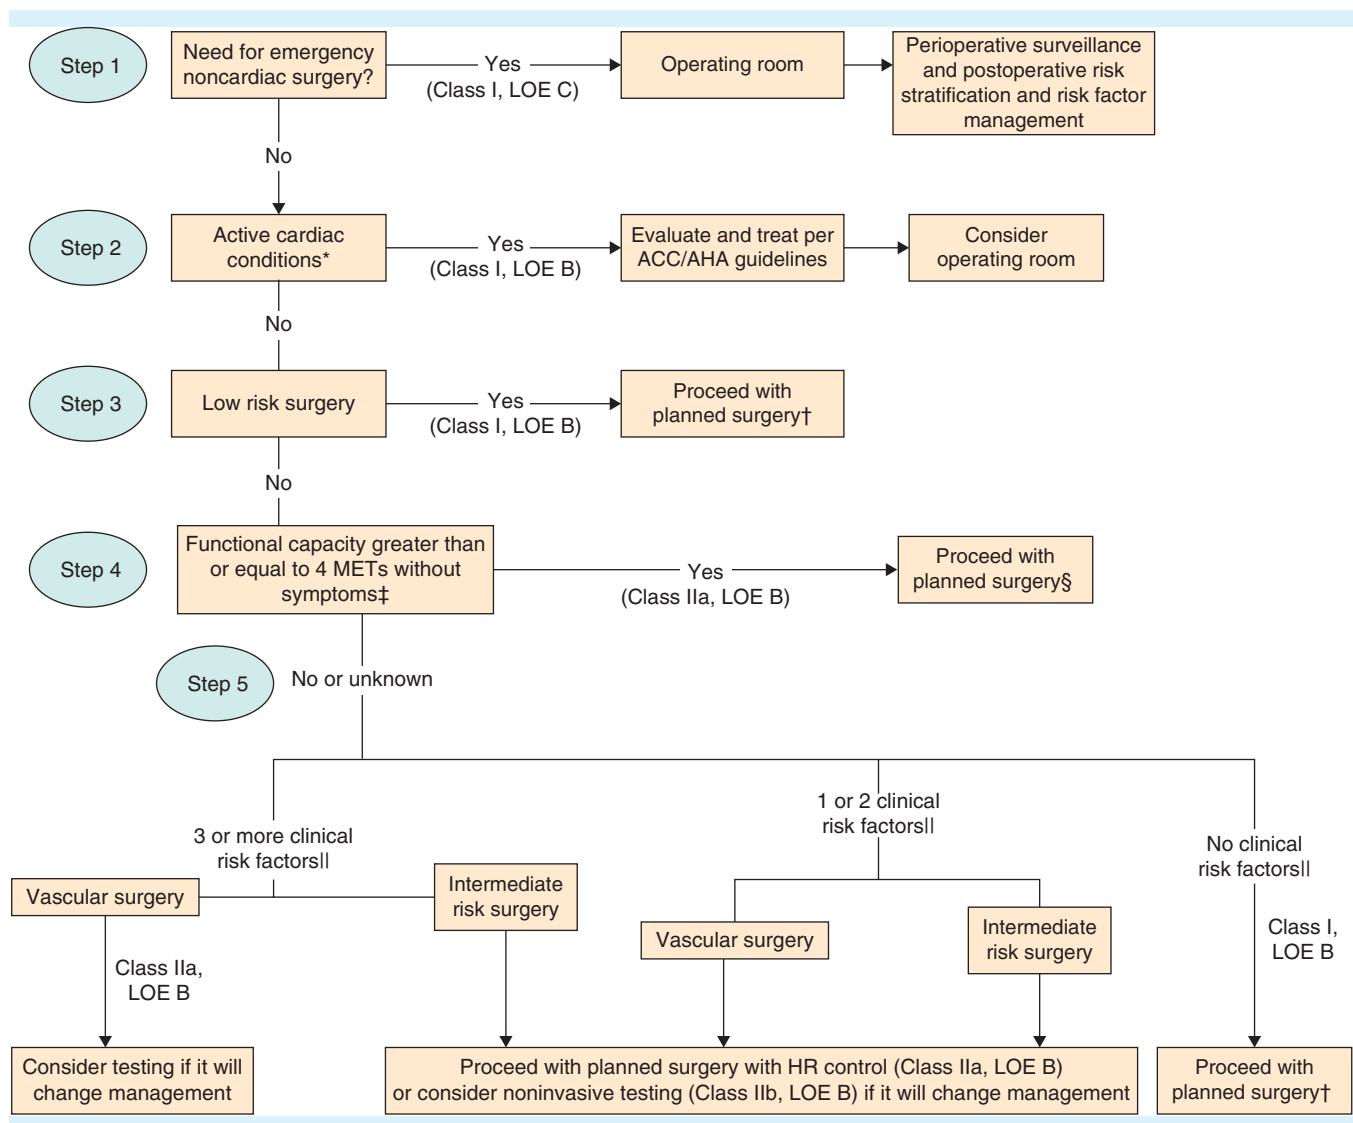 Step 1
Need for emergency
noncardiac surgery?
Yes
(Class I, LOE C)
Operating room
Perioperative surveillance
and postoperative risk
stratification and risk factor
management
No
Step 2
Active cardiac
conditions*
Yes
(Class I, LOE B)
Evaluate and treat per
ACC/AHA guidelines
Consider
operating room
No
Step 3
Low risk surgery
Yes
(Class I, LOE B)
Proceed with
planned surgery†
No
Step 4
Functional capacity greater than
or equal to 4 METs without
symptoms‡
Yes
(Class IIa, LOE B)
Proceed with
planned surgery§
Step 5
No or unknown
3 or more clinical
risk factors||
Vascular surgery
Intermediate
risk surgery
Class IIa,
LOE B
1 or 2 clinical
risk factors||
Vascular surgery
Intermediate
risk surgery
No clinical
risk factors||
Class I,
LOE B
Consider testing if it will
change management
Proceed with planned surgery with HR control (Class IIa, LOE B)
or consider noninvasive testing (Class IIb, LOE B) if it will change management
Proceed with
planned surgery†